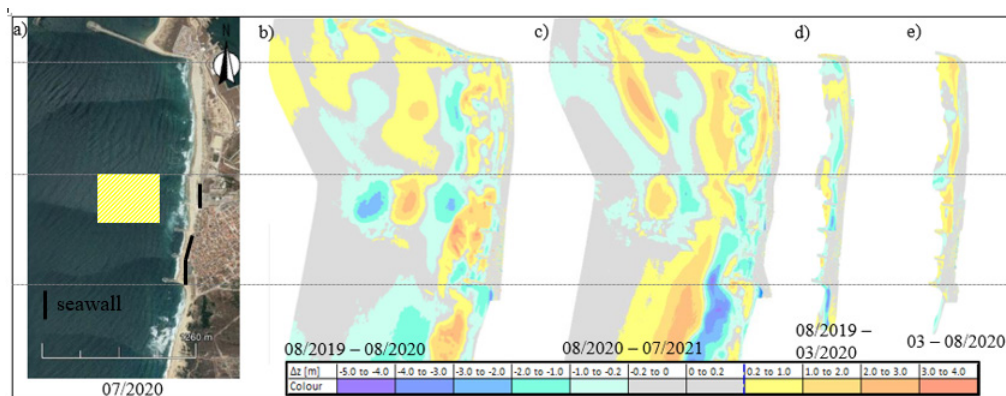 a)
b)
c)
d)
e)
N
seawall
260 m
07/2020
08/2019 – 08/2020
08/2020 – 07/2021
08/2019 –
03/2020
03 – 08/2020
Δz [m] -5.0 to -4.0 -4.0 to -3.0 -3.0 to -2.0 -2.0 to -1.0 -1.0 to -0.2 -0.2 to 0 0 to 0.2 0.2 to 1.0 1.0 to 2.0 2.0 to 3.0 3.0 to 4.0
Colour